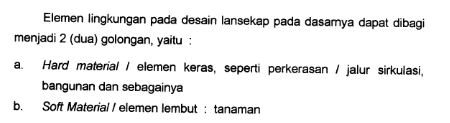 Elemen lingkungan pada desain lansekap pada dasarnya dapat dibagi
menjadi 2 (dua) golongan, yaitu :
a. Hard material / elemen keras, seperti perkerasan / jalur sirkulasi,
bangunan dan sebagainya
b. Soft Material / elemen lembut : tanaman